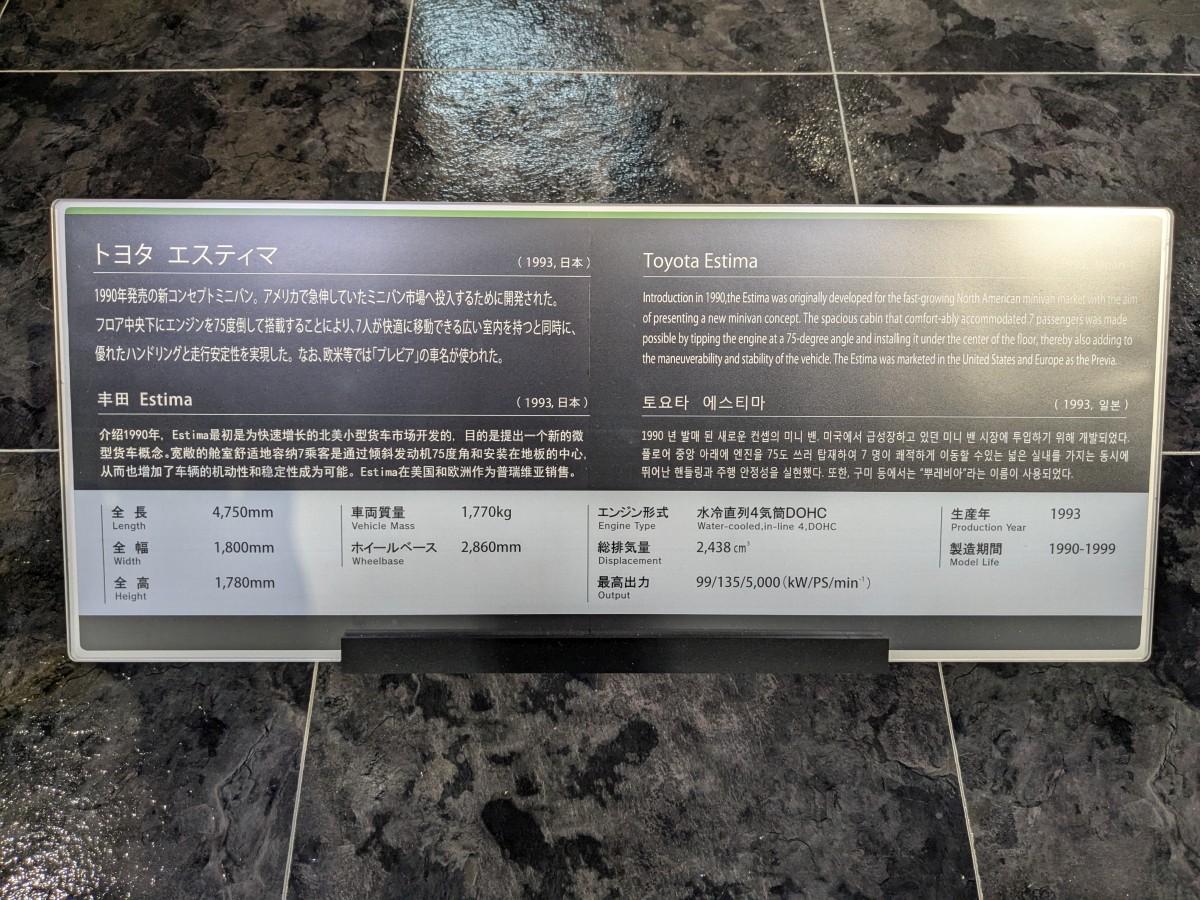 トヨタ エスティマ
(1993, 日本)
1990年発売の新コンセプトミニバン。アメリカで急伸していたミニバン市場へ投入するために開発された。
フロア中央下にエンジンを75度倒して搭載することにより、7人が快適に移動できる広い室内を持つと同時に、
優れたハンドリングと走行安定性を実現した。なお、欧米等では「プレビア」の車名が使われた。
Toyota Estima
Introduction in 1990,the Estima was originally developed for the fast-growing North American minivan market with the aim
of presenting a new minivan concept. The spacious cabin that comfort-ably accommodated 7 passengers was made
possible by tipping the engine at a 75-degree angle and installing it under the center of the floor, thereby also adding to
the maneuverability and stability of the vehicle. The Estima was marketed in the United States and Europe as the Previa.
丰田 Estima
(1993, 日本)
介绍1990年，Estima最初是为快速增长的北美小型货车市场开发的，目的是提出一个新的微
型货车概念。宽敞的舱室舒适地容纳7乘客是通过倾斜发动机75度角和安装在地板的中心,
从而也增加了车辆的机动性和稳定性成为可能。Estima在美国和欧洲作为普瑞维亚销售。
토요타 에스티마
(1993, 일본)
1990 년 발매 된 새로운 컨셉의 미니 밴. 미국에서 급성장하고 있던 미니 밴 시장에 투입하기 위해 개발되었다.
플로어 중앙 아래에 엔진을 75도 쓰러 탑재하여 7 명이 쾌적하게 이동할 수있는 넓은 실내를 가지는 동시에
뛰어난 핸들링과 주행 안정성을 실현했다. 또한, 구미 등에서는 "뿌레비아"라는 이름이 사용되었다.
全 長 4,750mm
Length
全 幅 1,800mm
Width
全 高 1,780mm
Height
車両質量 1,770kg
Vehicle Mass
ホイールベース 2,860mm
Wheelbase
エンジン形式 水冷直列4気筒DOHC
Engine Type Water-cooled,in-line 4,DOHC
総排気量 2,438 cm³
Displacement
最高出力 99/135/5,000 (kW/PS/min⁻¹)
Output
生産年 1993
Production Year
製造期間 1990-1999
Model Life